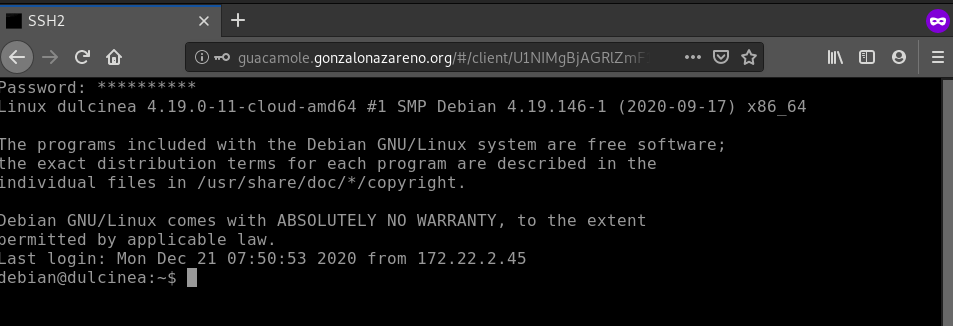 SSH2
guacamole.gonzalonazareno.org/#/client/U1NIMgBjAGRlZmF
Password: **********
Linux dulcinea 4.19.0-11-cloud-amd64 #1 SMP Debian 4.19.146-1 (2020-09-17) x86_64
The programs included with the Debian GNU/Linux system are free software;
the exact distribution terms for each program are described in the
individual files in /usr/share/doc/*/copyright.
Debian GNU/Linux comes with ABSOLUTELY NO WARRANTY, to the extent
permitted by applicable law.
Last login: Mon Dec 21 07:50:53 2020 from 172.22.2.45
debian@dulcinea:~$